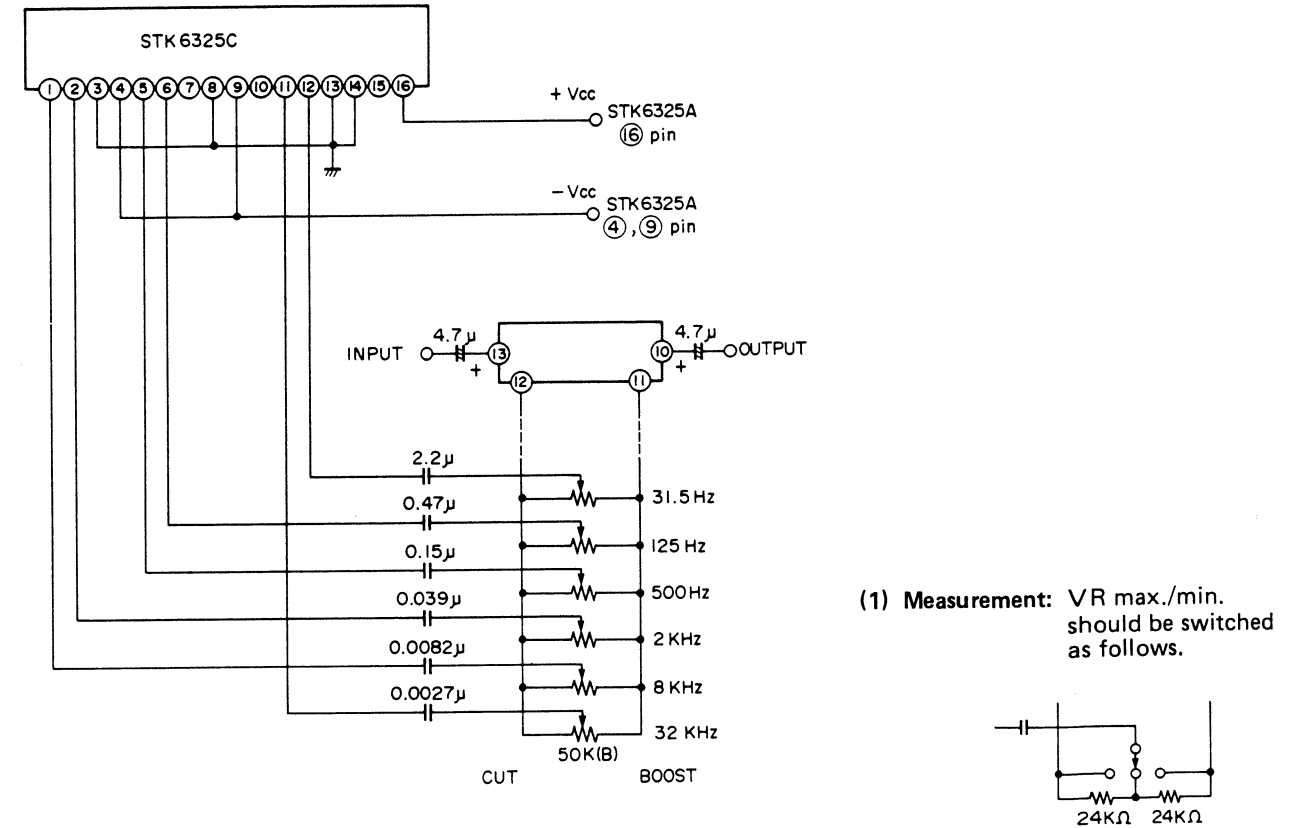 STK6325C
1 2 3 4 5 6 7 8 9 10 11 12 13 14 15 16
+ Vcc
STK6325A
16 pin
− Vcc
STK6325A
4 , 9 pin
INPUT
4.7μ
+
13
10
4.7μ
+
OUTPUT
12
11
2.2μ
31.5 Hz
0.47μ
125 Hz
0.15μ
500Hz
0.039μ
2 KHz
0.0082μ
8 KHz
0.0027μ
32 KHz
50K(B)
CUT
BOOST
(1) Measurement: VR max./min.
should be switched
as follows.
24KΩ 24KΩ